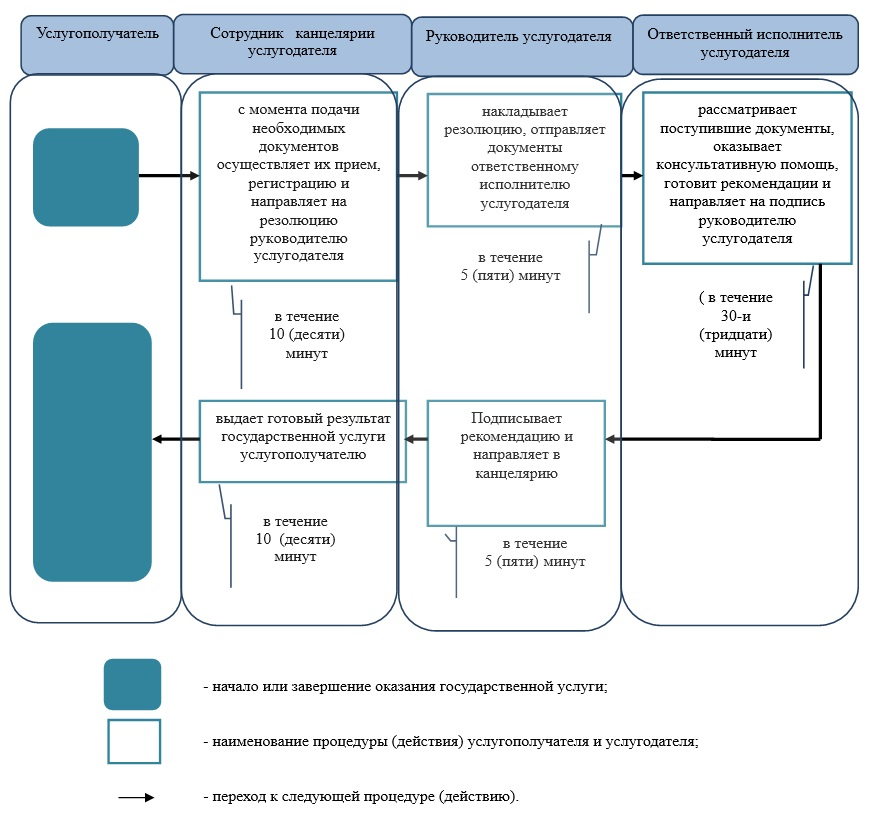 Услугополучатель
Сотрудник канцелярии
услугодателя
Руководитель услугодателя
Ответственный исполнитель
услугодателя
с момента подачи
необходимых
документов
осуществляет их прием,
регистрацию и
направляет на
резолюцию
руководителю
услугодателя
накладывает
резолюцию, отправляет
документы
ответственному
исполнителю
услугодателя
рассматривает
поступившие документы,
оказывает
консультативную помощь,
готовит рекомендации и
направляет на подпись
руководителю
услугодателя
в течение
10 (десяти)
минут
в течение
5 (пяти) минут
( в течение
30-и
(тридцати)
минут
выдает готовый результат
государственной услуги
услугополучателю
Подписывает
рекомендацию и
направляет в
канцелярию
в течение
10 (десяти)
минут
в течение
5 (пяти) минут
- начало или завершение оказания государственной услуги;
- наименование процедуры (действия) услугополучателя и услугодателя;
- переход к следующей процедуре (действию).